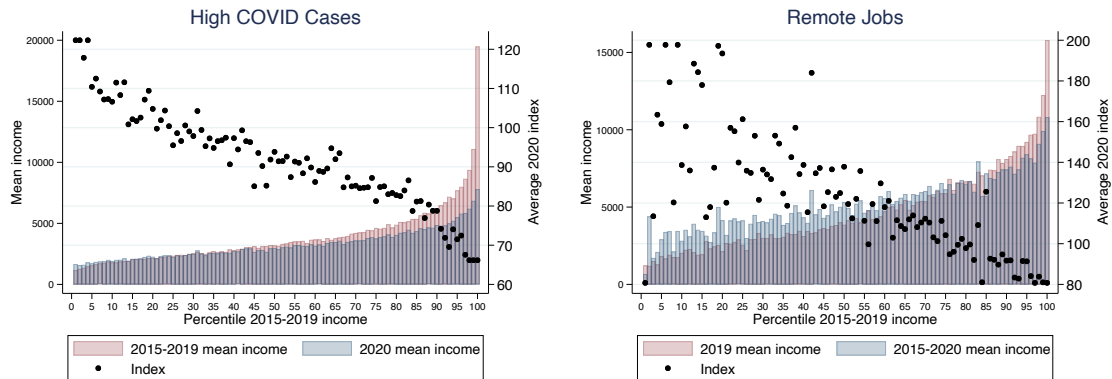 High COVID Cases
20000
15000
10000
5000
0
Mean income
120
100
90
80
70
60
Average 2020 index
0 5 10 15 20 25 30 35 40 45 50 55 60 65 70 75 80 85 90 95 100
Percentile 2015-2019 income
2015-2019 mean income 2020 mean income
Index
Remote Jobs
15000
10000
5000
0
Mean income
200
180
160
140
120
100
80
Average 2020 index
0 5 10 15 20 25 30 35 40 45 50 55 60 65 70 75 80 85 90 95 100
Percentile 2015-2019 income
2019 mean income 2015-2020 mean income
Index